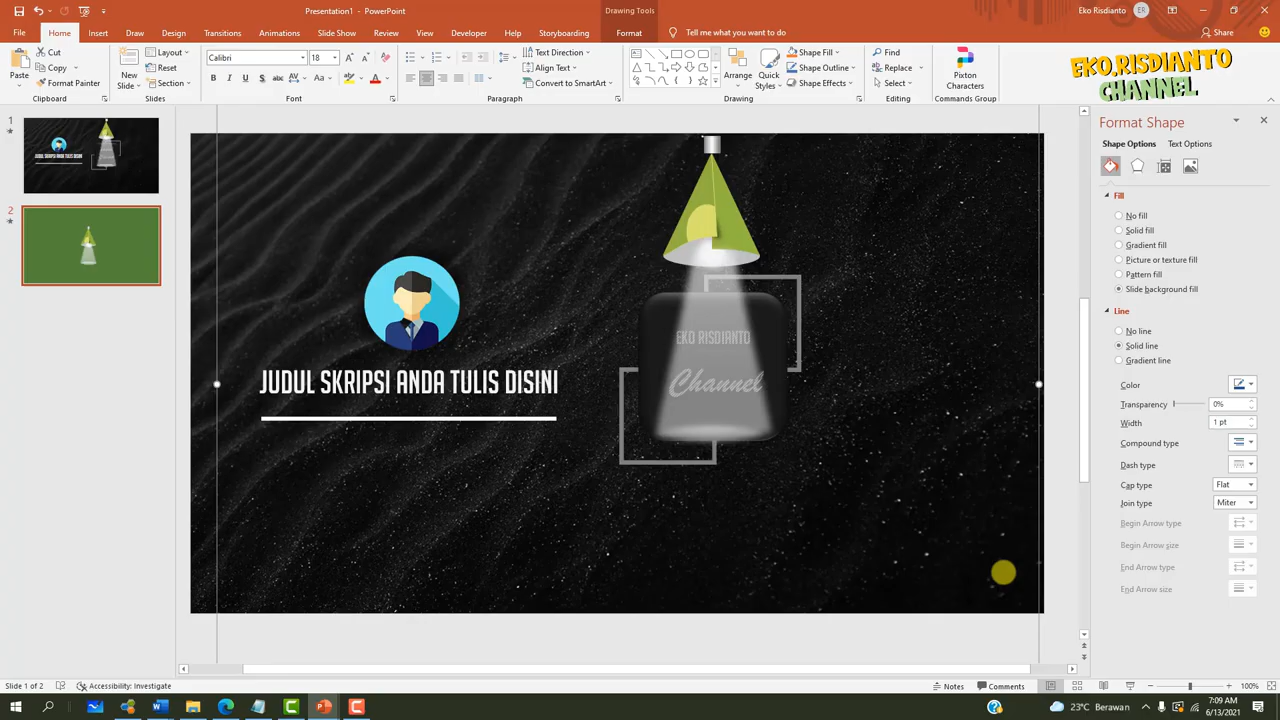 Presentation1 - PowerPoint
Drawing Tools
Eko Risdianto
ER
File
Home
Insert
Draw
Design
Transitions
Animations
Slide Show
Review
View
Developer
Help
Storyboarding
Format
Tell me what you want to do
Share
Paste
Cut
Copy
Format Painter
Clipboard
New
Slide
Layout
Reset
Section
Slides
Calibri
18
Font
Text Direction
Align Text
Convert to SmartArt
Paragraph
Arrange
Quick
Styles
Shape Fill
Shape Outline
Shape Effects
Drawing
Find
Replace
Select
Editing
Pixton
Characters
Commands Group
EKO.RISDIANTO
CHANNEL
1
2
JUDUL SKRIPSI ANDA TULIS DISINI
JUDUL SKRIPSI ANDA TULIS DISINI
EKO RISDIANTO
Channel
Format Shape
Shape Options
Text Options
Fill
No fill
Solid fill
Gradient fill
Picture or texture fill
Pattern fill
Slide background fill
Line
No line
Solid line
Gradient line
Color
Transparency
0%
Width
1 pt
Compound type
Dash type
Cap type
Flat
Join type
Miter
Begin Arrow type
Begin Arrow size
End Arrow type
End Arrow size
Slide 1 of 2
Accessibility: Investigate
Notes
Comments
100%
23°C Berawan
7:09 AM
6/13/2021